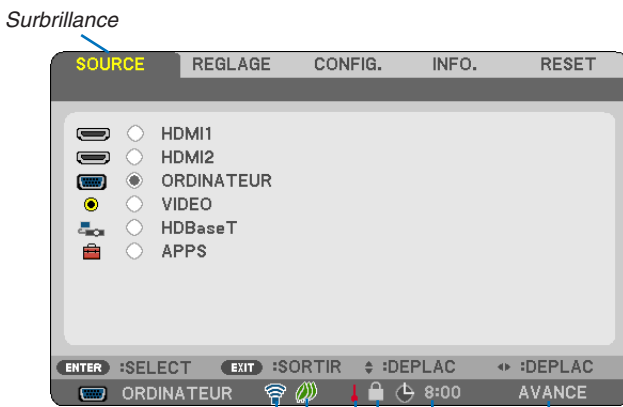 Surbrillance
SOURCE REGLAGE CONFIG. INFO. RESET
HDMI1
HDMI2
ORDINATEUR
VIDEO
HDBaseT
APPS
ENTER :SELECT EXIT :SORTIR :DEPLAC :DEPLAC
ORDINATEUR 8:00 AVANCE